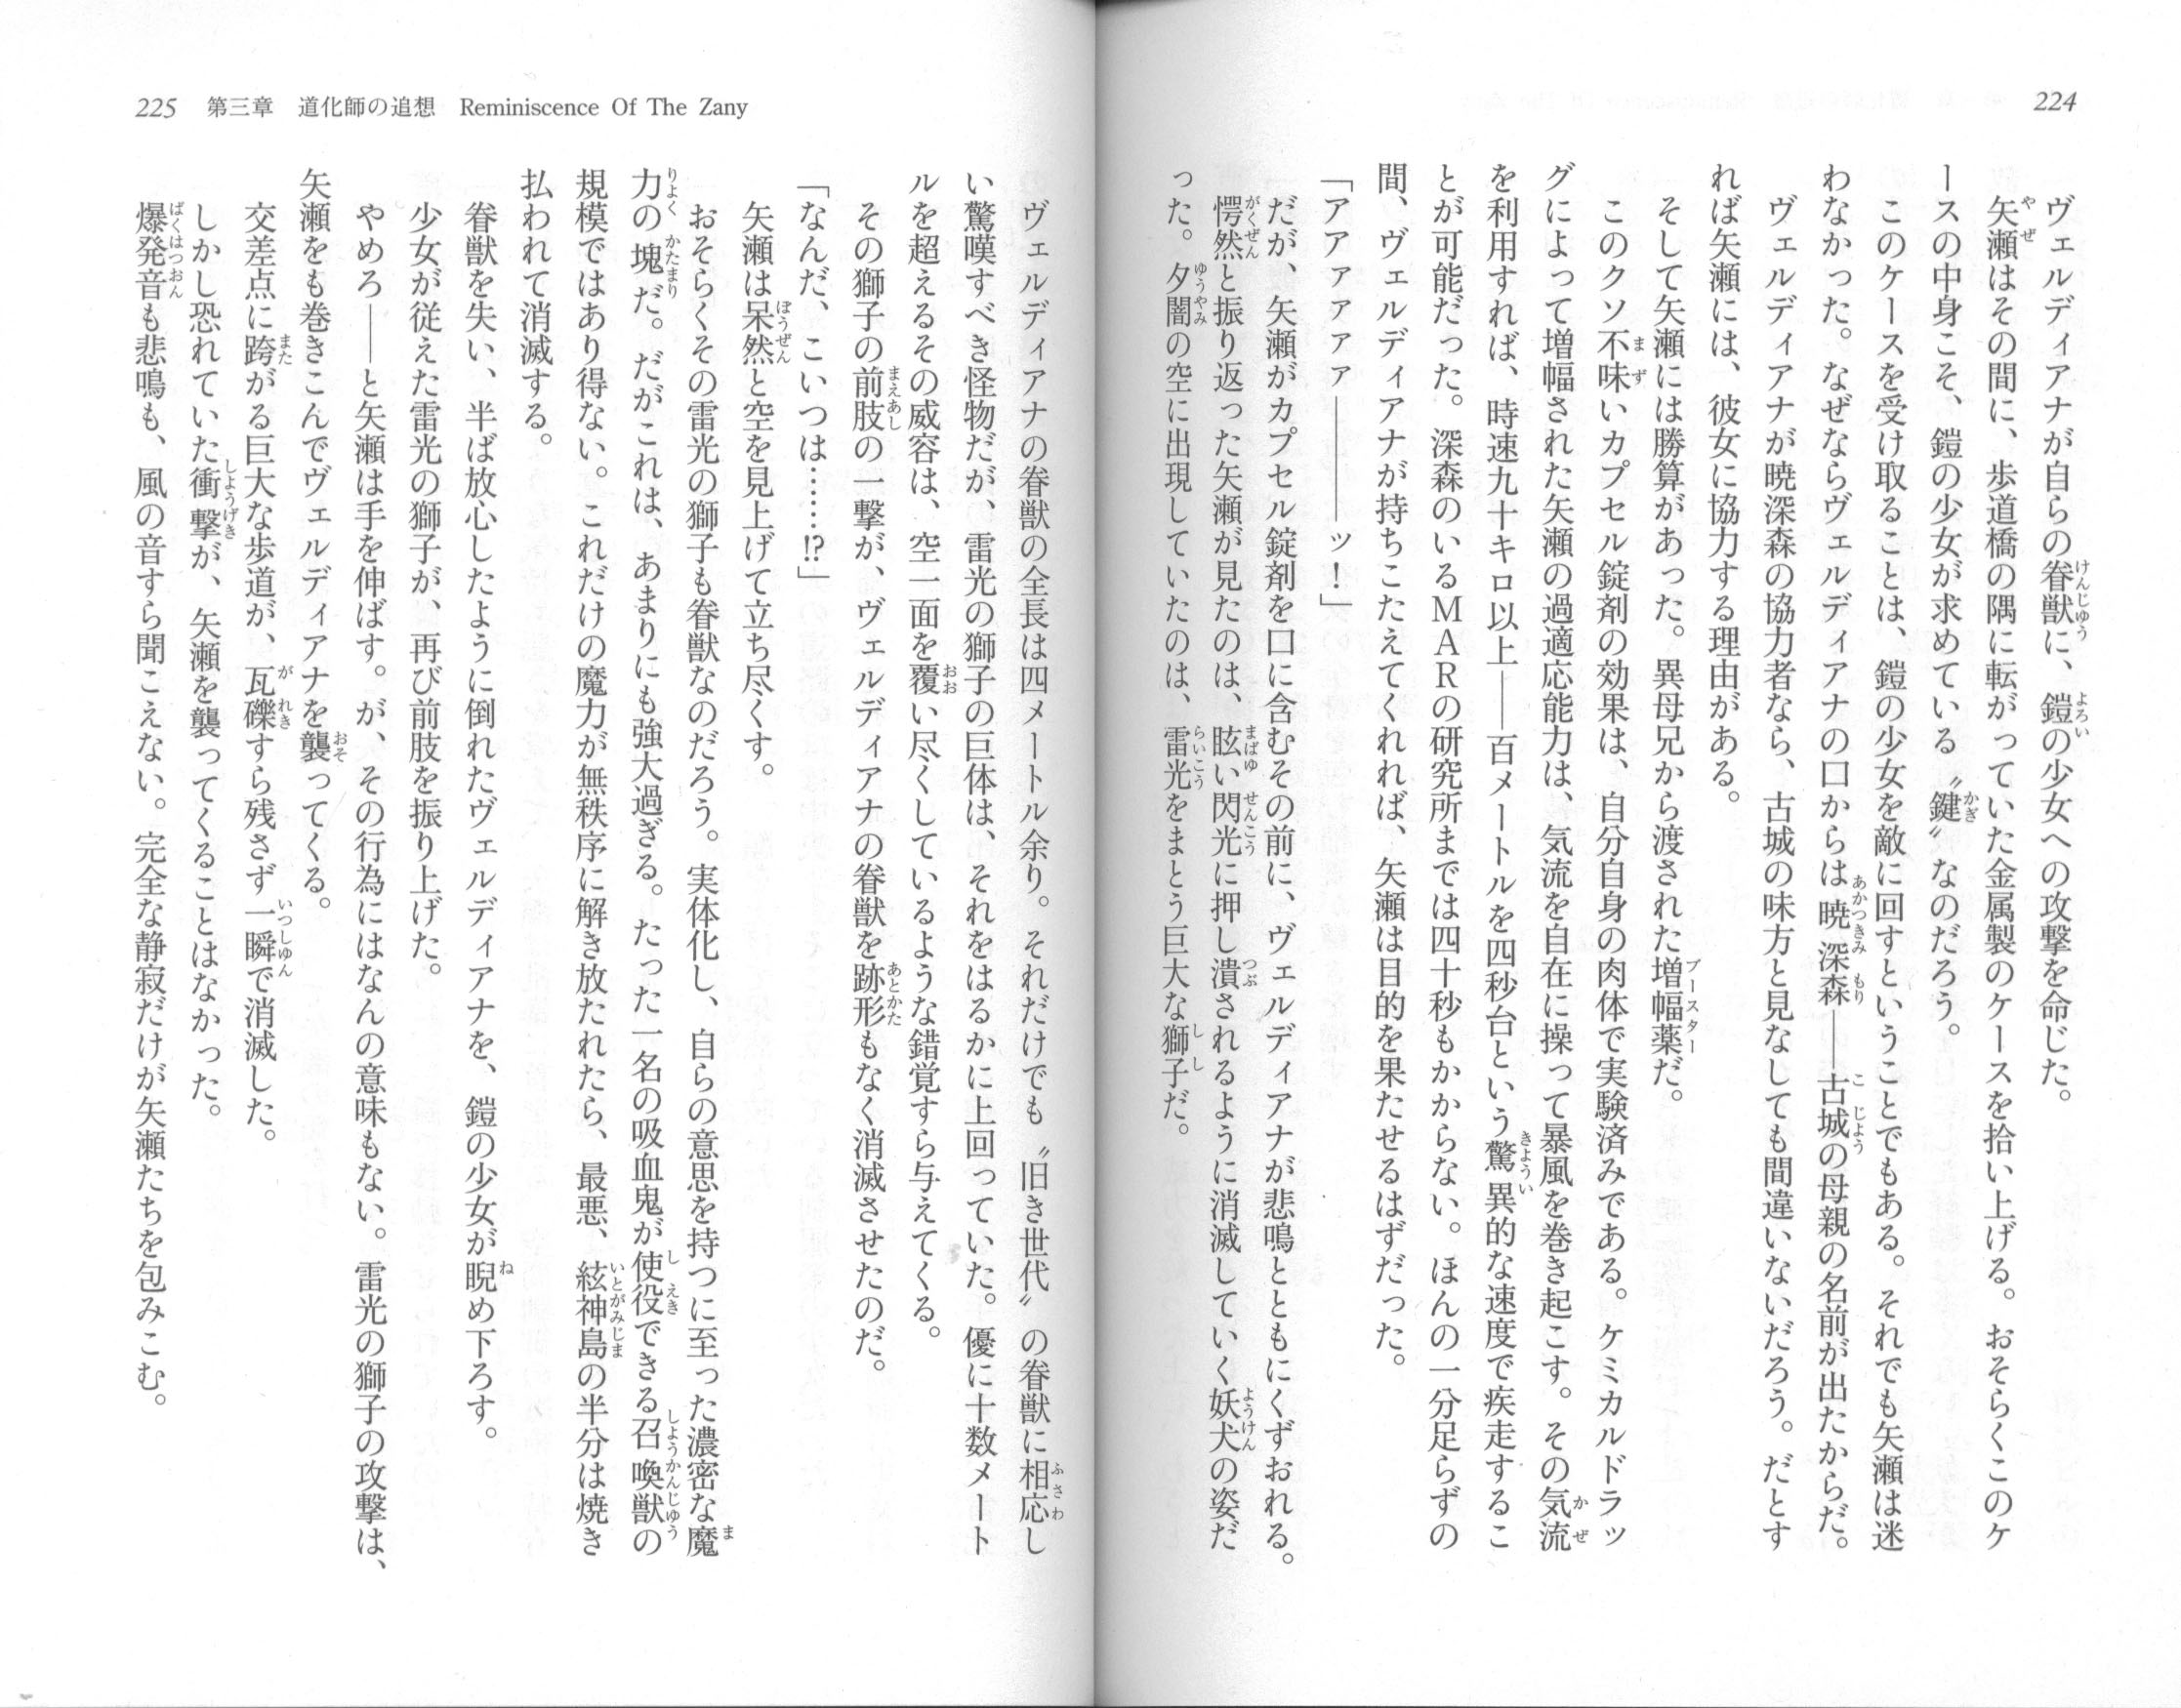 224
ヴェルディアナが自らの眷獣に、鎧の少女への攻撃を命じた。
矢瀬はその間に、歩道橋の隅に転がっていた金属製のケースを拾い上げる。おそらくこのケ
ースの中身こそ、鎧の少女が求めている〝鍵〟なのだろう。
このケースを受け取ることは、鎧の少女を敵に回すということでもある。それでも矢瀬は迷
わなかった。なぜならヴェルディアナの口からは暁深森――古城の母親の名前が出たからだ。
ヴェルディアナが暁深森の協力者なら、古城の味方と見なしても間違いないだろう。だとす
れば矢瀬には、彼女に協力する理由がある。
そして矢瀬には勝算があった。異母兄から渡された増幅薬だ。
このクソ不味いカプセル錠剤の効果は、自分自身の肉体で実験済みである。ケミカルドラッ
グによって増幅された矢瀬の過適応能力は、気流を自在に操って暴風を巻き起こす。その気流
を利用すれば、時速九十キロ以上――百メートルを四秒台という驚異的な速度で疾走するこ
とが可能だった。深森のいるＭＡＲの研究所までは四十秒もかからない。ほんの一分足らずの
間、ヴェルディアナが持ちこたえてくれれば、矢瀬は目的を果たせるはずだった。
「アアァァァァ――――ッ！」
だが、矢瀬がカプセル錠剤を口に含むその前に、ヴェルディアナが悲鳴とともにくずおれる。
愕然と振り返った矢瀬が見たのは、眩い閃光に押し潰されるように消滅していく妖犬の姿だ
った。夕闇の空に出現していたのは、雷光をまとう巨大な獅子だ。
225 第三章 道化師の追想 Reminiscence Of The Zany
ヴェルディアナの眷獣の全長は四メートル余り。それだけでも〝旧き世代〟の眷獣に相応し
い驚嘆すべき怪物だが、雷光の獅子の巨体は、それをはるかに上回っていた。優に十数メート
ルを超えるその威容は、空一面を覆い尽くしているような錯覚すら与えてくる。
その獅子の前肢の一撃が、ヴェルディアナの眷獣を跡形もなく消滅させたのだ。
「なんだ、こいつは……!?」
矢瀬は呆然と空を見上げて立ち尽くす。
おそらくその雷光の獅子も眷獣なのだろう。実体化し、自らの意思を持つに至った濃密な魔
力の塊だ。だがこれは、あまりにも強大過ぎる。たった一名の吸血鬼が使役できる召喚獣の
規模ではあり得ない。これだけの魔力が無秩序に解き放たれたら、最悪、絃神島の半分は焼き
払われて消滅する。
眷獣を失い、半ば放心したように倒れたヴェルディアナを、鎧の少女が睨め下ろす。
少女が従えた雷光の獅子が、再び前肢を振り上げた。
やめろ――と矢瀬は手を伸ばす。が、その行為にはなんの意味もない。雷光の獅子の攻撃は、
矢瀬をも巻きこんでヴェルディアナを襲ってくる。
交差点に跨がる巨大な歩道が、瓦礫すら残さず一瞬で消滅した。
しかし恐れていた衝撃が、矢瀬を襲ってくることはなかった。
爆発音も悲鳴も、風の音すら聞こえない。完全な静寂だけが矢瀬たちを包みこむ。